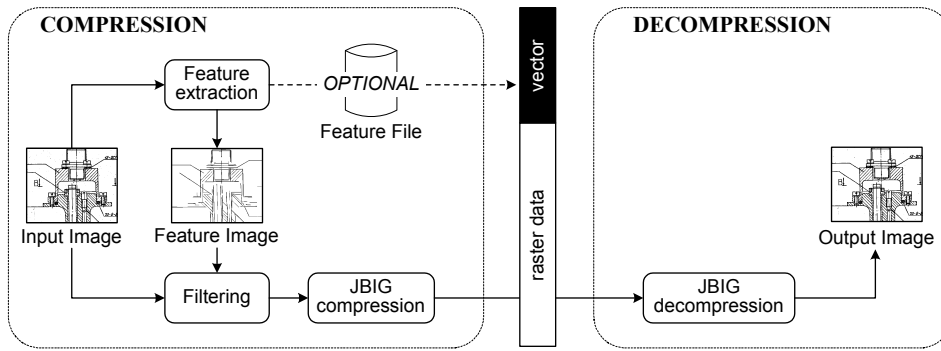 COMPRESSION
DECOMPRESSION
Feature
extraction
OPTIONAL
Feature File
vector
Input Image
Feature Image
raster data
Output Image
Filtering
JBIG
compression
JBIG
decompression